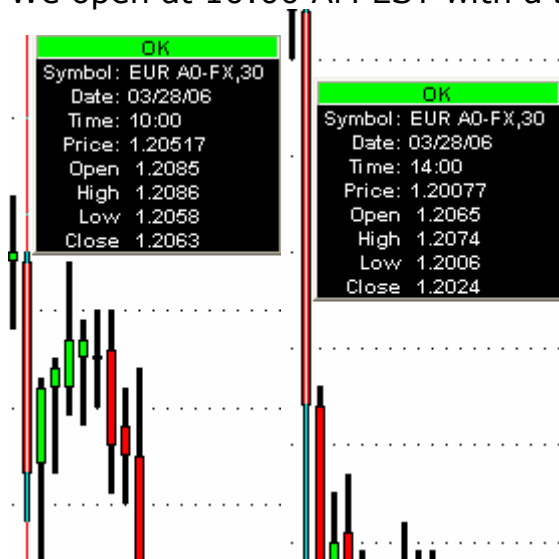 We open at 10:00 AM EST with a
OK
Symbol: EUR A0-FX,30
Date: 03/28/06
Time: 10:00
Price: 1.20517
Open 1.2085
High 1.2086
Low 1.2058
Close 1.2063
OK
Symbol: EUR A0-FX,30
Date: 03/28/06
Time: 14:00
Price: 1.20077
Open 1.2065
High 1.2074
Low 1.2006
Close 1.2024